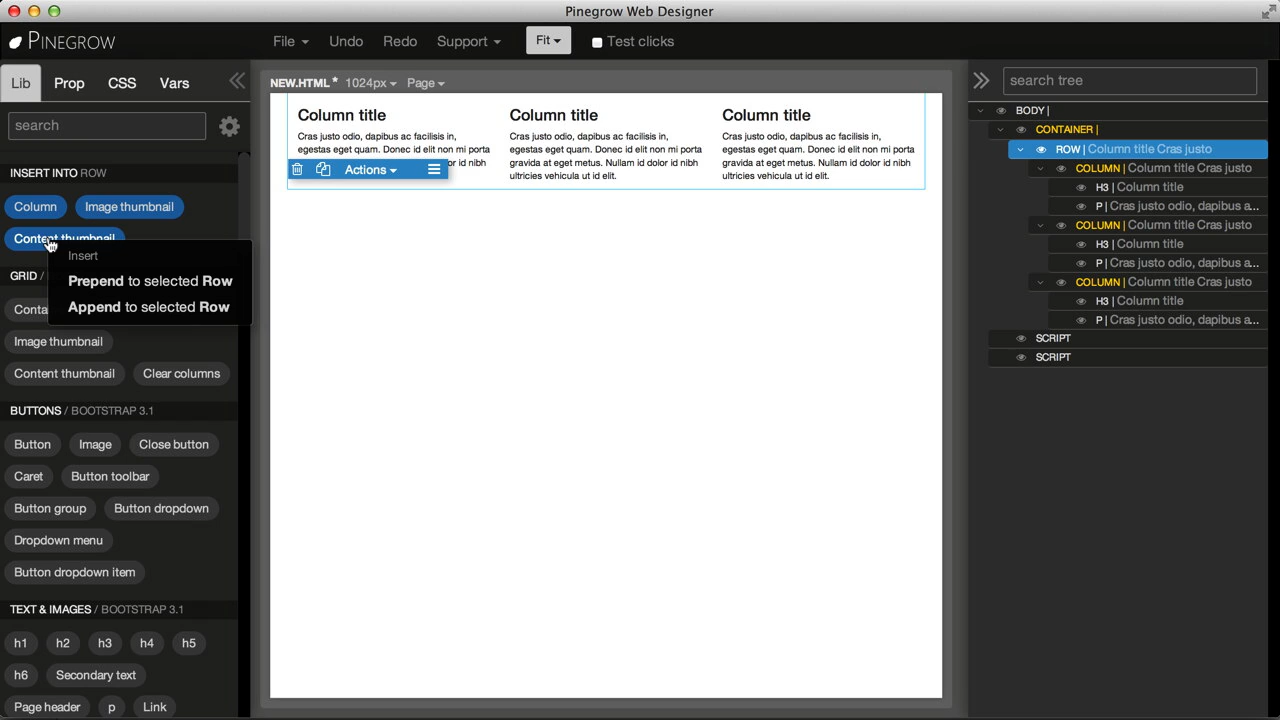 Pinegrow Web Designer
PINEGROW
File Undo Redo Support Fit Test clicks
Lib Prop CSS Vars
search
INSERT INTO ROW
Column Image thumbnail
Content thumbnail
Insert
Prepend to selected Row
Append to selected Row
GRID /
Conta
Image thumbnail
Content thumbnail Clear columns
BUTTONS / BOOTSTRAP 3.1
Button Image Close button
Caret Button toolbar
Button group Button dropdown
Dropdown menu
Button dropdown item
TEXT & IMAGES / BOOTSTRAP 3.1
h1 h2 h3 h4 h5
h6 Secondary text
Page header p Link
NEW.HTML * 1024px Page
Column title
Cras justo odio, dapibus ac facilisis in,
egestas eget quam. Donec id elit non mi porta
or id nibh
Actions
Column title
Cras justo odio, dapibus ac facilisis in,
egestas eget quam. Donec id elit non mi porta
gravida at eget metus. Nullam id dolor id nibh
ultricies vehicula ut id elit.
Column title
Cras justo odio, dapibus ac facilisis in,
egestas eget quam. Donec id elit non mi porta
gravida at eget metus. Nullam id dolor id nibh
ultricies vehicula ut id elit.
search tree
BODY |
CONTAINER |
ROW | Column title Cras justo
COLUMN | Column title Cras justo
H3 | Column title
P | Cras justo odio, dapibus a...
COLUMN | Column title Cras justo
H3 | Column title
P | Cras justo odio, dapibus a...
COLUMN | Column title Cras justo
H3 | Column title
P | Cras justo odio, dapibus a...
SCRIPT
SCRIPT